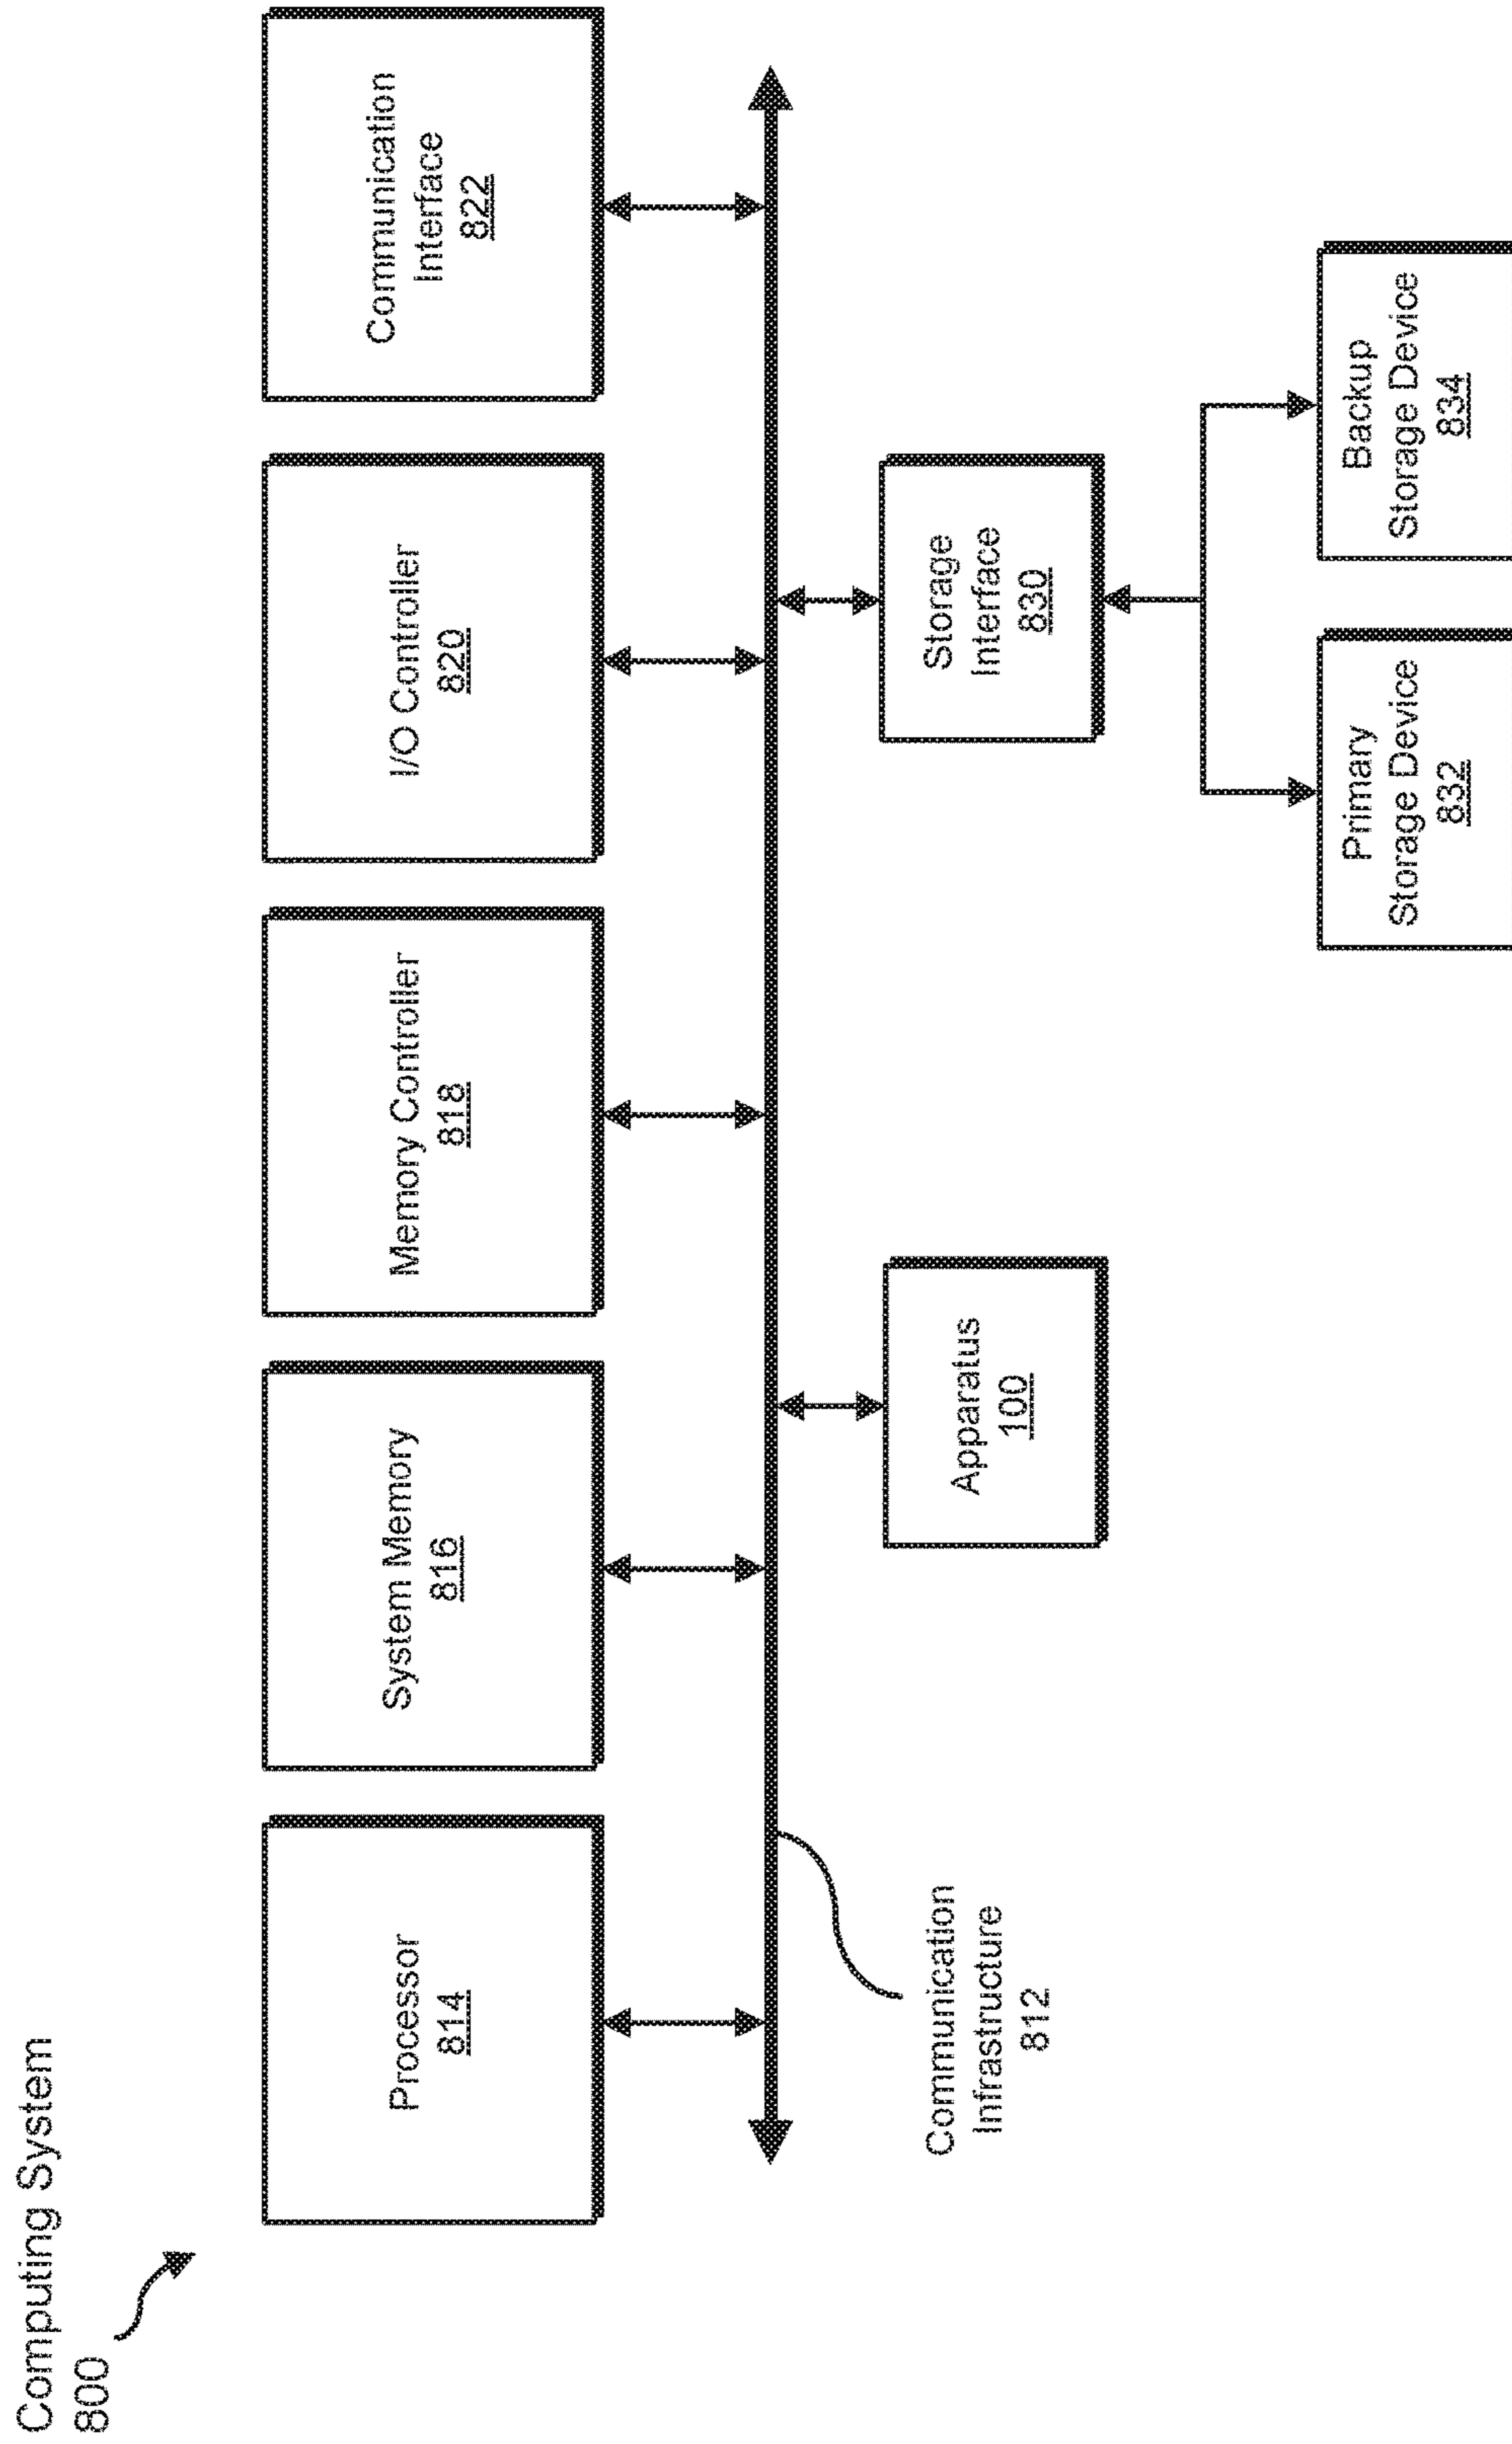 Computing System
800
Processor
814
System Memory
816
Memory Controller
818
I/O Controller
820
Communication
Interface
822
Communication
Infrastructure
812
Apparatus
100
Storage
Interface
830
Primary
Storage Device
832
Backup
Storage Device
834